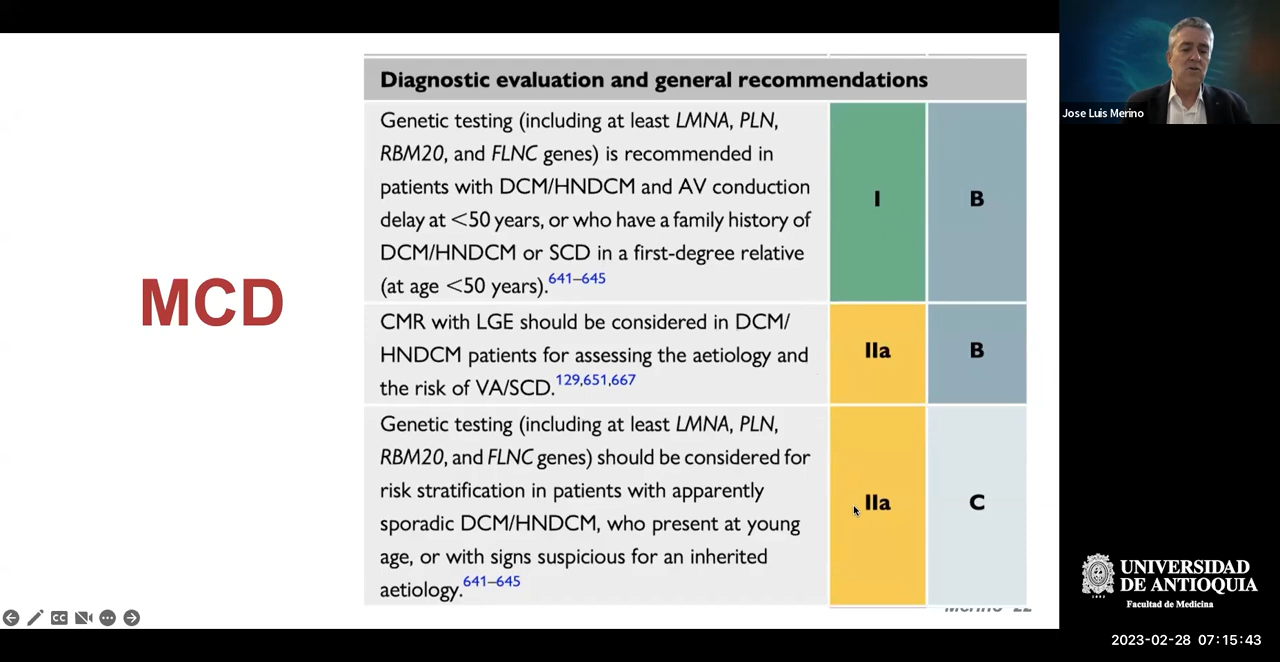 Diagnostic evaluation and general recommendations
Genetic testing (including at least LMNA, PLN,
RBM20, and FLNC genes) is recommended in
patients with DCM/HNDCM and AV conduction
delay at <50 years, or who have a family history of
DCM/HNDCM or SCD in a first-degree relative
(at age <50 years).641–645
I
B
MCD
CMR with LGE should be considered in DCM/
HNDCM patients for assessing the aetiology and
the risk of VA/SCD.129,651,667
IIa
B
Genetic testing (including at least LMNA, PLN,
RBM20, and FLNC genes) should be considered for
risk stratification in patients with apparently
sporadic DCM/HNDCM, who present at young
age, or with signs suspicious for an inherited
aetiology.641–645
IIa
C
Merino 22
CC
Jose Luis Merino
UNIVERSIDAD
DE ANTIOQUIA
Facultad de Medicina
2023-02-28 07:15:43